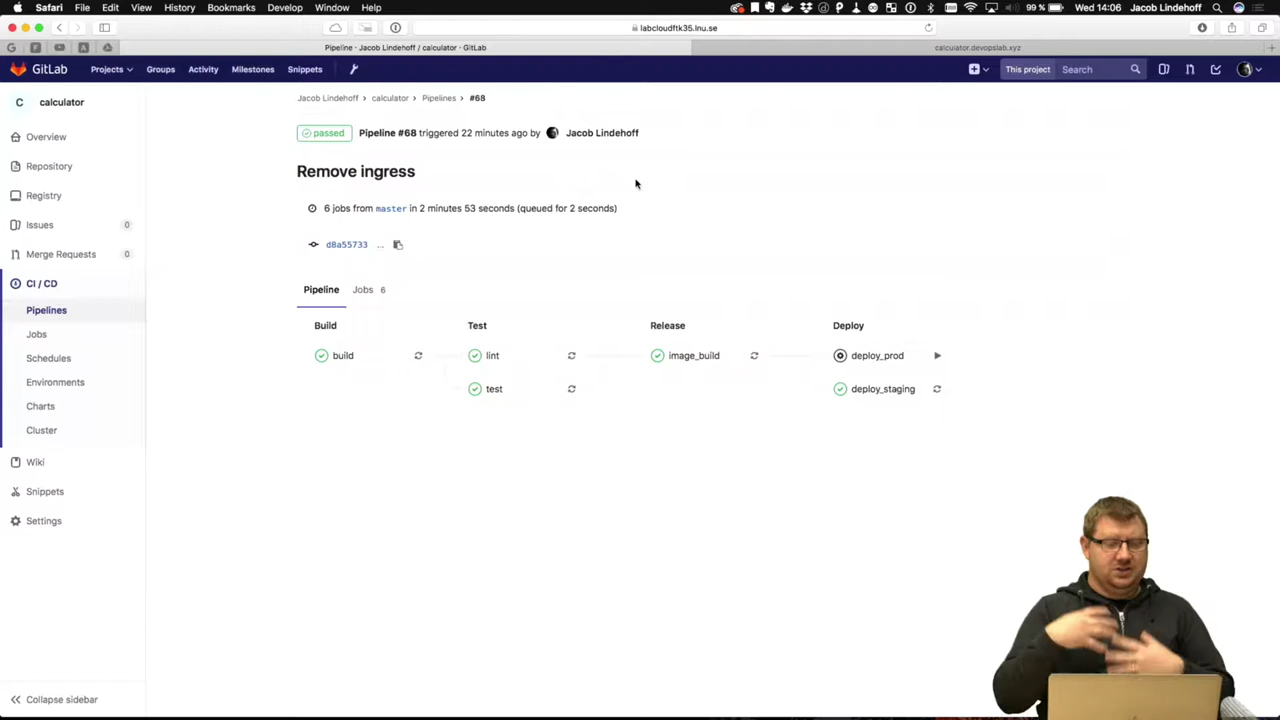 Safari File Edit View History Bookmarks Develop Window Help
99 % Wed 14:06 Jacob Lindehoff
labcloudftk35.lnu.se
Pipeline · Jacob Lindehoff / calculator · GitLab
calculator.devopslab.xyz
GitLab Projects Groups Activity Milestones Snippets
This project Search
C calculator
Jacob Lindehoff > calculator > Pipelines > #68
passed Pipeline #68 triggered 22 minutes ago by Jacob Lindehoff
Remove ingress
6 jobs from master in 2 minutes 53 seconds (queued for 2 seconds)
d8a55733 ...
Pipeline Jobs 6
Build Test Release Deploy
build lint image_build deploy_prod
test deploy_staging
Overview
Repository
Registry
Issues 0
Merge Requests 0
CI / CD
Pipelines
Jobs
Schedules
Environments
Charts
Cluster
Wiki
Snippets
Settings
Collapse sidebar